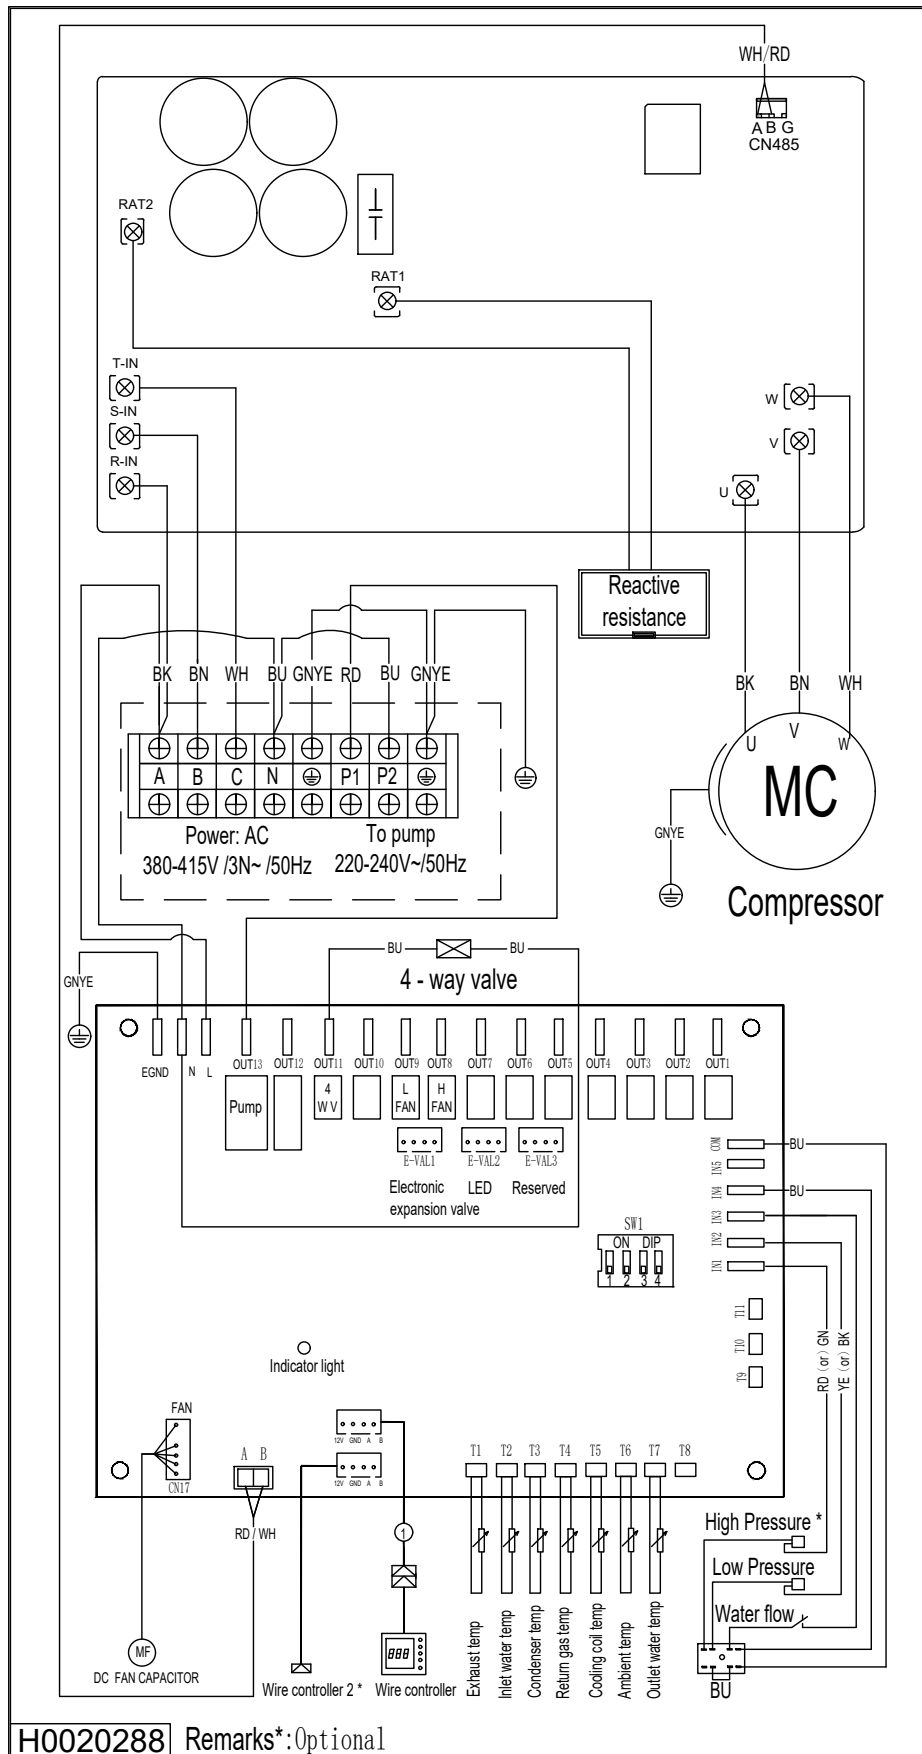 WH/RD
A B G
CN485
RAT2
RAT1
T-IN
S-IN
R-IN
W
V
U
Reactive
resistance
BK BN WH BU GNYE RD BU GNYE
BK BN WH
A B C N P1 P2
U V W
MC
Power: AC
380-415V /3N~ /50Hz
To pump
220-240V~/50Hz
GNYE
Compressor
BU BU
4 - way valve
GNYE
EGND N L
OUT13 OUT12 OUT11 OUT10 OUT9 OUT8 OUT7 OUT6 OUT5 OUT4 OUT3 OUT2 OUT1
Pump
4
W V
L
FAN
H
FAN
E-VAL1 E-VAL2 E-VAL3
Electronic
expansion valve
LED
Reserved
COM
IN5
IN4
IN3
IN2
IN1
BU
BU
SW1
ON DIP
1 2 3 4
T11
T10
T9
RD (or) GN
YE (or) BK
Indicator light
FAN
CN17
A B
12V GND A B
12V GND A B
T1 T2 T3 T4 T5 T6 T7 T8
RD / WH
1
High Pressure *
Low Pressure
Water flow
BU
MF
DC FAN CAPACITOR
888
Wire controller 2 *
Wire controller
Exhaust temp
Inlet water temp
Condenser temp
Return gas temp
Cooling coil temp
Ambient temp
Outlet water temp
H0020288
Remarks*:Optional